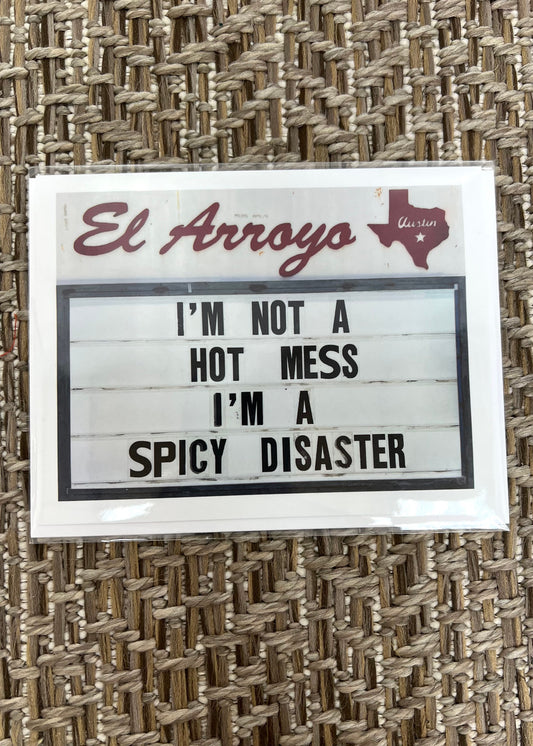 El Arroyo
Austin
I'M NOT A
HOT MESS
I'M A
SPICY DISASTER